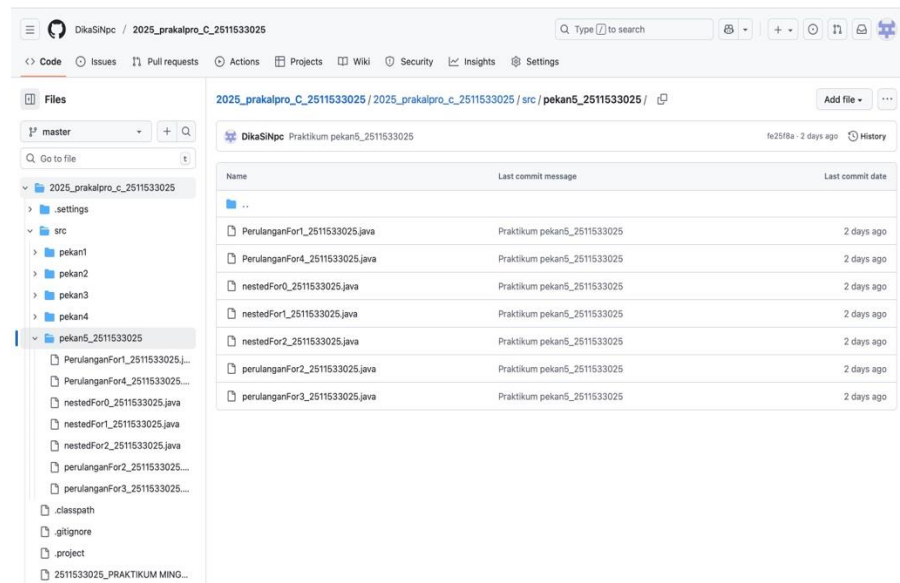 DikaSiNpc / 2025_prakalpro_C_2511533025
Type / to search
<> Code
Issues
Pull requests
Actions
Projects
Wiki
Security
Insights
Settings
Files
master
Go to file
t
2025_prakalpro_c_2511533025
.settings
src
pekan1
pekan2
pekan3
pekan4
pekan5_2511533025
PerulanganFor1_2511533025.j...
PerulanganFor4_2511533025....
nestedFor0_2511533025.java
nestedFor1_2511533025.java
nestedFor2_2511533025.java
perulanganFor2_2511533025....
perulanganFor3_2511533025....
.classpath
.gitignore
.project
2511533025_PRAKTIKUM MING...
2025_prakalpro_C_2511533025 / 2025_prakalpro_c_2511533025 / src / pekan5_2511533025 /
Add file
DikaSiNpc Praktikum pekan5_2511533025
fe25f8a · 2 days ago
History
Name Last commit message Last commit date
..
PerulanganFor1_2511533025.java Praktikum pekan5_2511533025 2 days ago
PerulanganFor4_2511533025.java Praktikum pekan5_2511533025 2 days ago
nestedFor0_2511533025.java Praktikum pekan5_2511533025 2 days ago
nestedFor1_2511533025.java Praktikum pekan5_2511533025 2 days ago
nestedFor2_2511533025.java Praktikum pekan5_2511533025 2 days ago
perulanganFor2_2511533025.java Praktikum pekan5_2511533025 2 days ago
perulanganFor3_2511533025.java Praktikum pekan5_2511533025 2 days ago